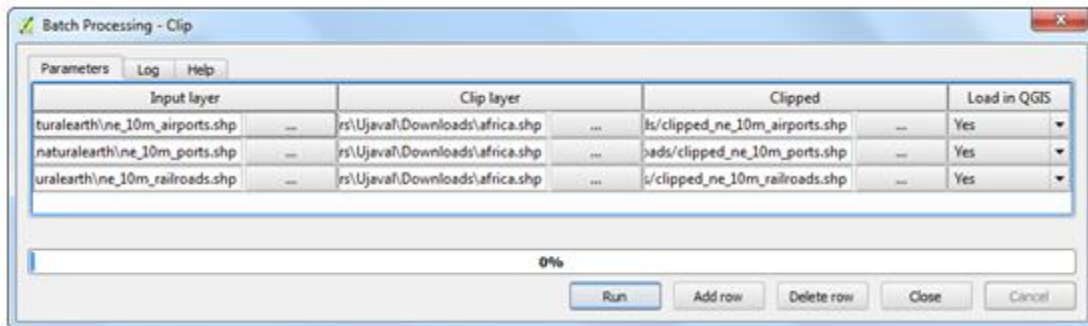 Batch Processing - Clip
Parameters Log Help
Input layer Clip layer Clipped Load in QGIS
turalearth\ne_10m_airports.shp ... rs\Ujaval\Downloads\africa.shp ... ls/clipped_ne_10m_airports.shp ... Yes
naturalearth\ne_10m_ports.shp ... rs\Ujaval\Downloads\africa.shp ... oads/clipped_ne_10m_ports.shp ... Yes
uralearth\ne_10m_railroads.shp ... rs\Ujaval\Downloads\africa.shp ... s/clipped_ne_10m_railroads.shp ... Yes
0%
Run Add row Delete row Close Cancel